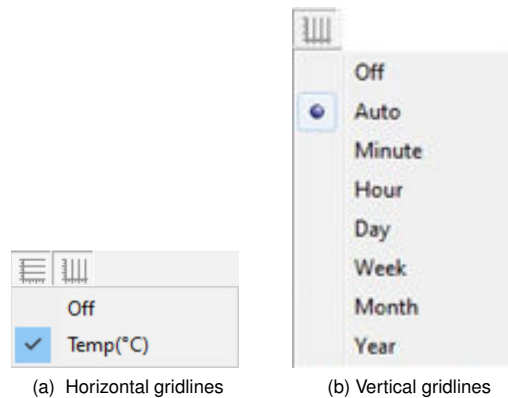 Off
Temp(°C)
(a) Horizontal gridlines
Off
Auto
Minute
Hour
Day
Week
Month
Year
(b) Vertical gridlines